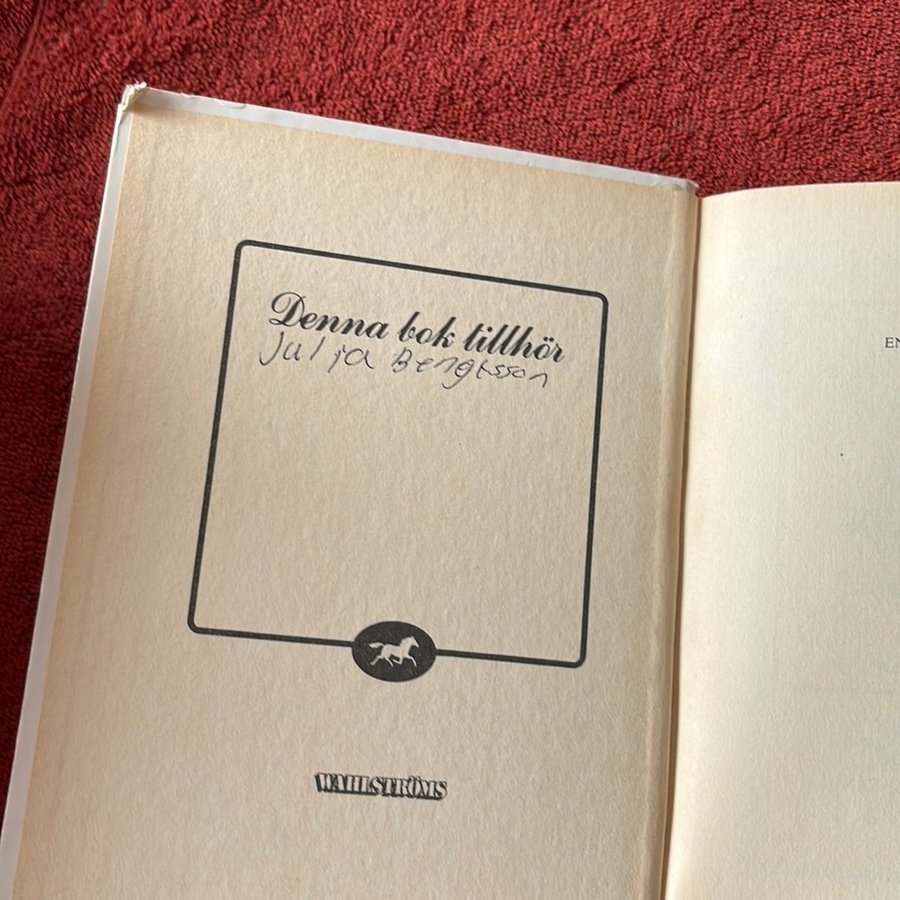 Denna bok tillhör
Julia Bengtsson
WAHLSTRÖMS
EN